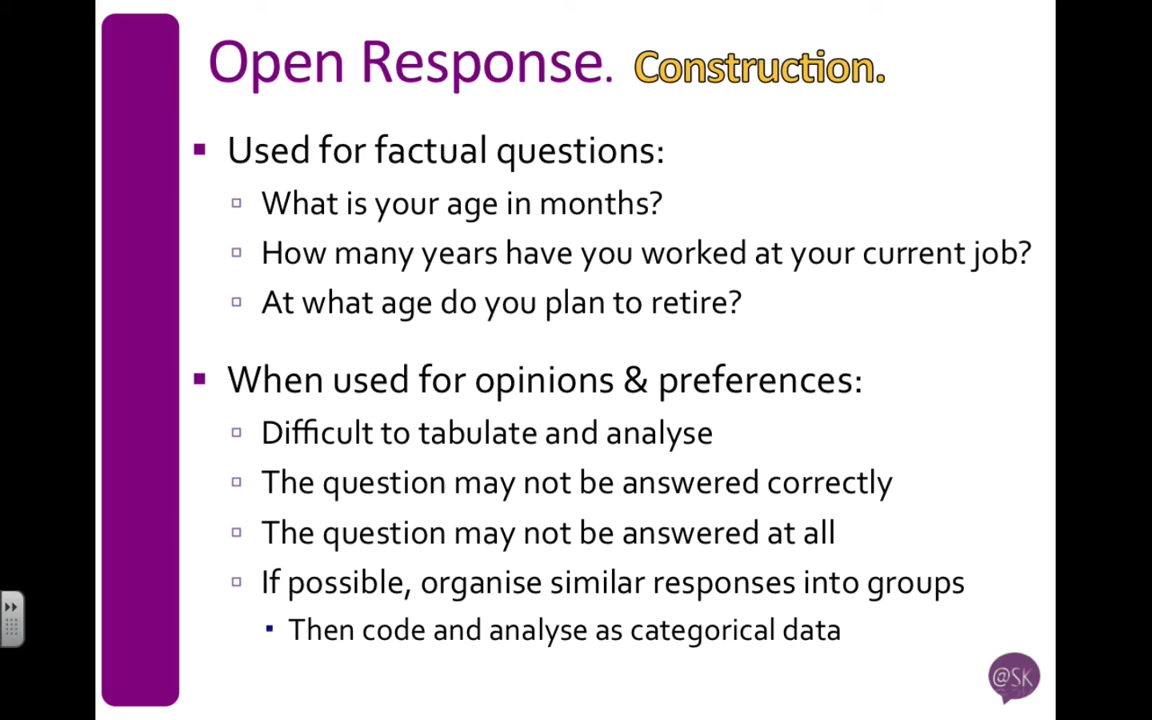 Open Response. Construction.
Used for factual questions:
What is your age in months?
How many years have you worked at your current job?
At what age do you plan to retire?
When used for opinions & preferences:
Difficult to tabulate and analyse
The question may not be answered correctly
The question may not be answered at all
If possible, organise similar responses into groups
Then code and analyse as categorical data
@SK